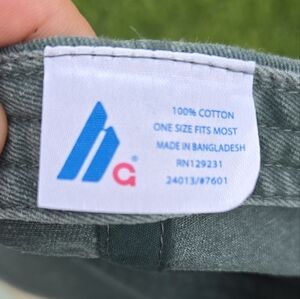 G®
100% COTTON
ONE SIZE FITS MOST
MADE IN BANGLADESH
RN129231
24013/#7601